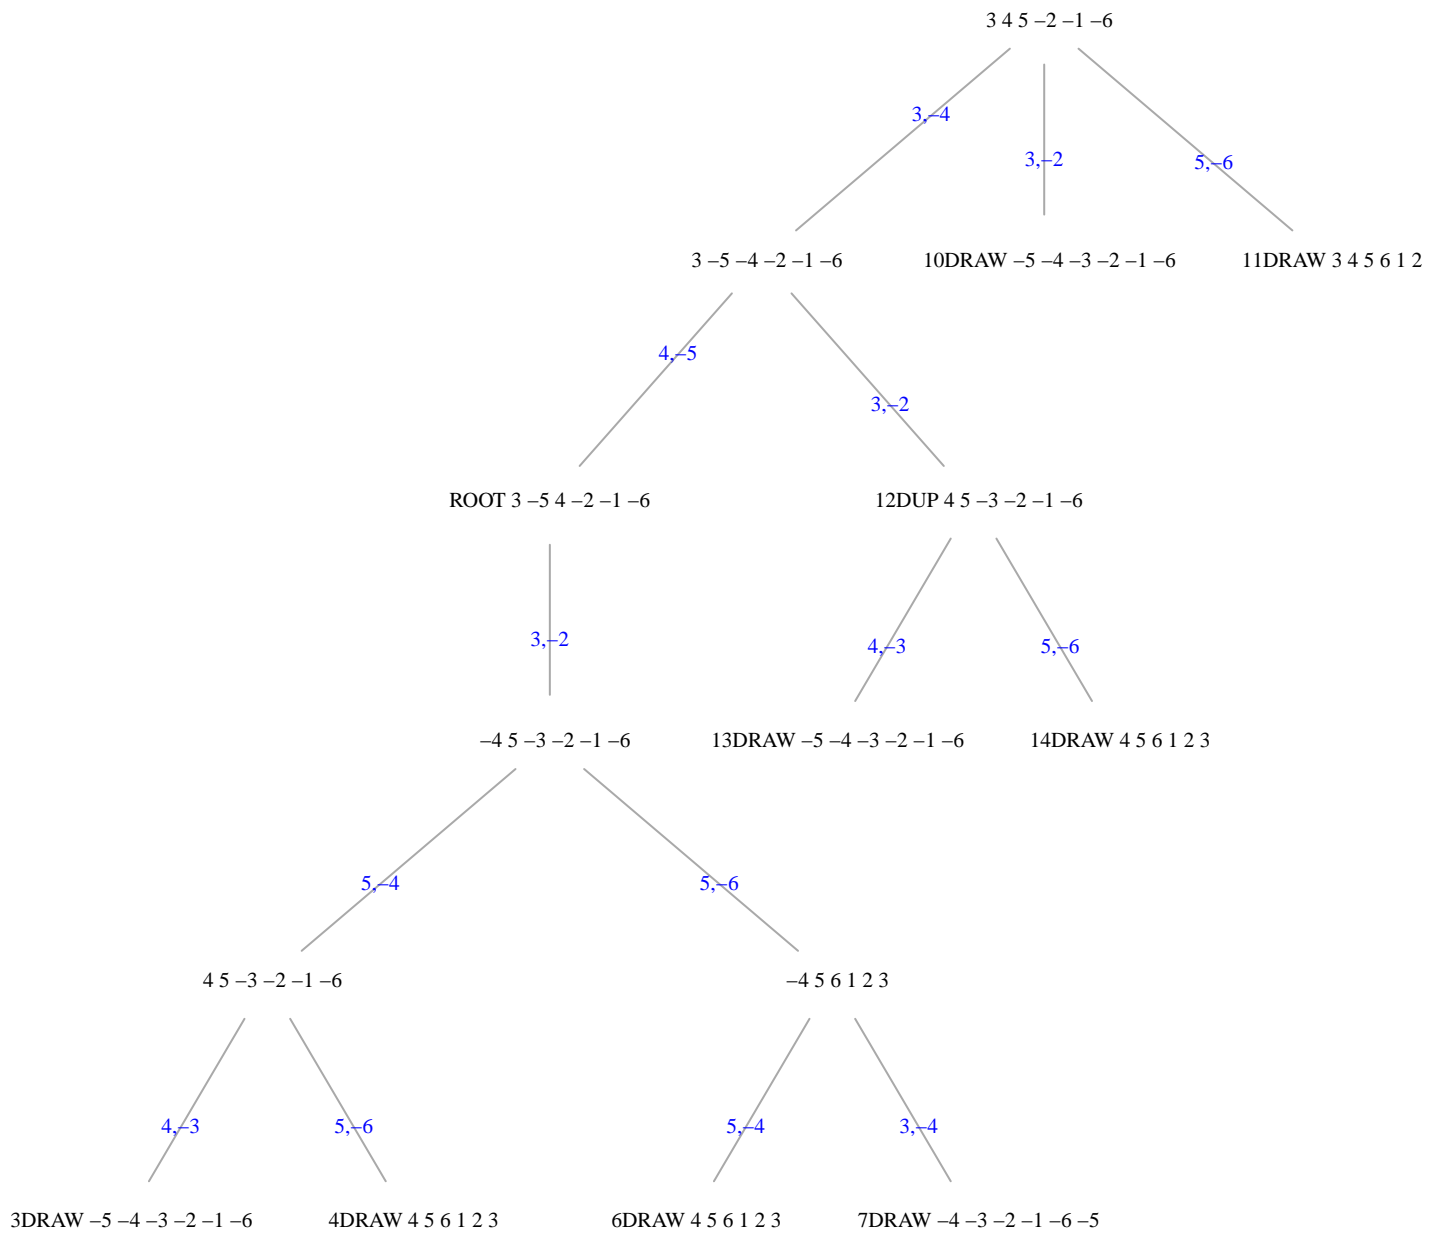 3 4 5 –2 –1 –6
3,–4
3,–2
5,–6
3 –5 –4 –2 –1 –6
10DRAW –5 –4 –3 –2 –1 –6
11DRAW 3 4 5 6 1 2
4,–5
3,–2
ROOT 3 –5 4 –2 –1 –6
12DUP 4 5 –3 –2 –1 –6
3,–2
4,–3
5,–6
–4 5 –3 –2 –1 –6
13DRAW –5 –4 –3 –2 –1 –6
14DRAW 4 5 6 1 2 3
5,–4
5,–6
4 5 –3 –2 –1 –6
–4 5 6 1 2 3
4,–3
5,–6
5,–4
3,–4
3DRAW –5 –4 –3 –2 –1 –6
4DRAW 4 5 6 1 2 3
6DRAW 4 5 6 1 2 3
7DRAW –4 –3 –2 –1 –6 –5